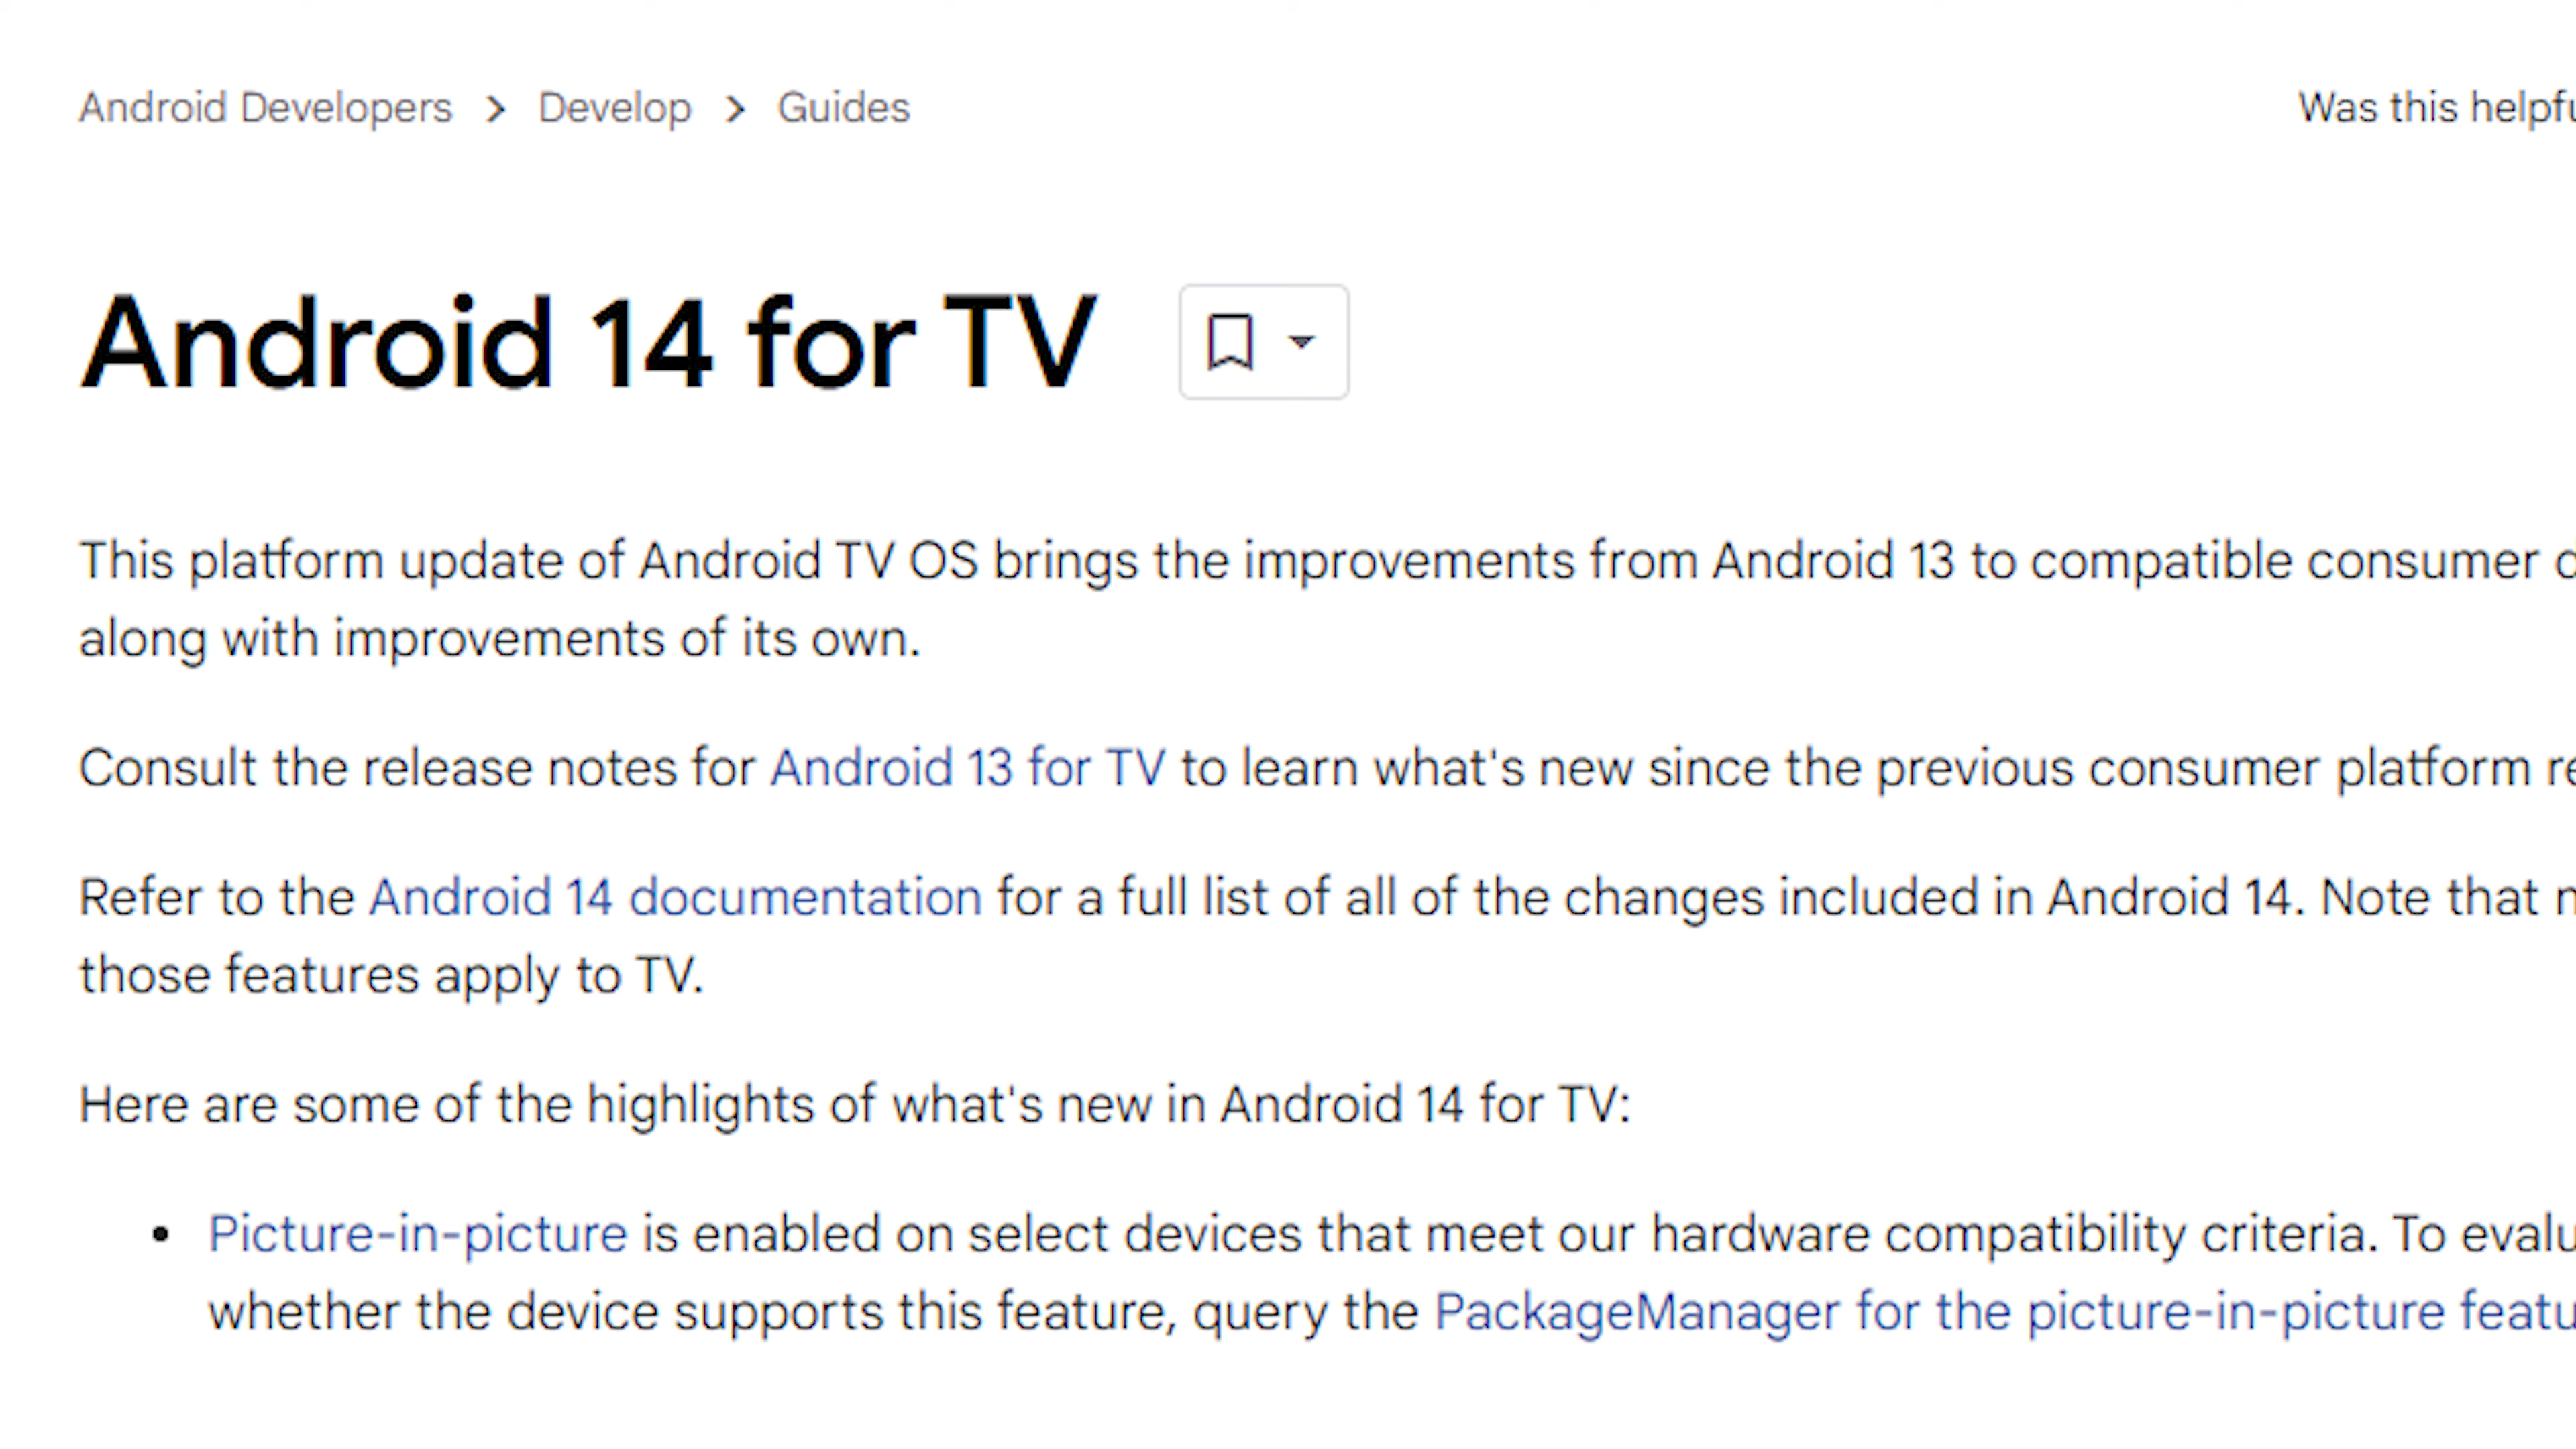 Android Developers > Develop > Guides
Was this
Android 14 for TV
This platform update of Android TV OS brings the improvements from Android 13 to compatible consumer
along with improvements of its own.
Consult the release notes for Android 13 for TV to learn what's new since the previous consumer platform
Refer to the Android 14 documentation for a full list of all of the changes included in Android 14. Note that
those features apply to TV.
Here are some of the highlights of what's new in Android 14 for TV:
• Picture-in-picture is enabled on select devices that meet our hardware compatibility criteria. To
whether the device supports this feature, query the PackageManager for the picture-in-picture